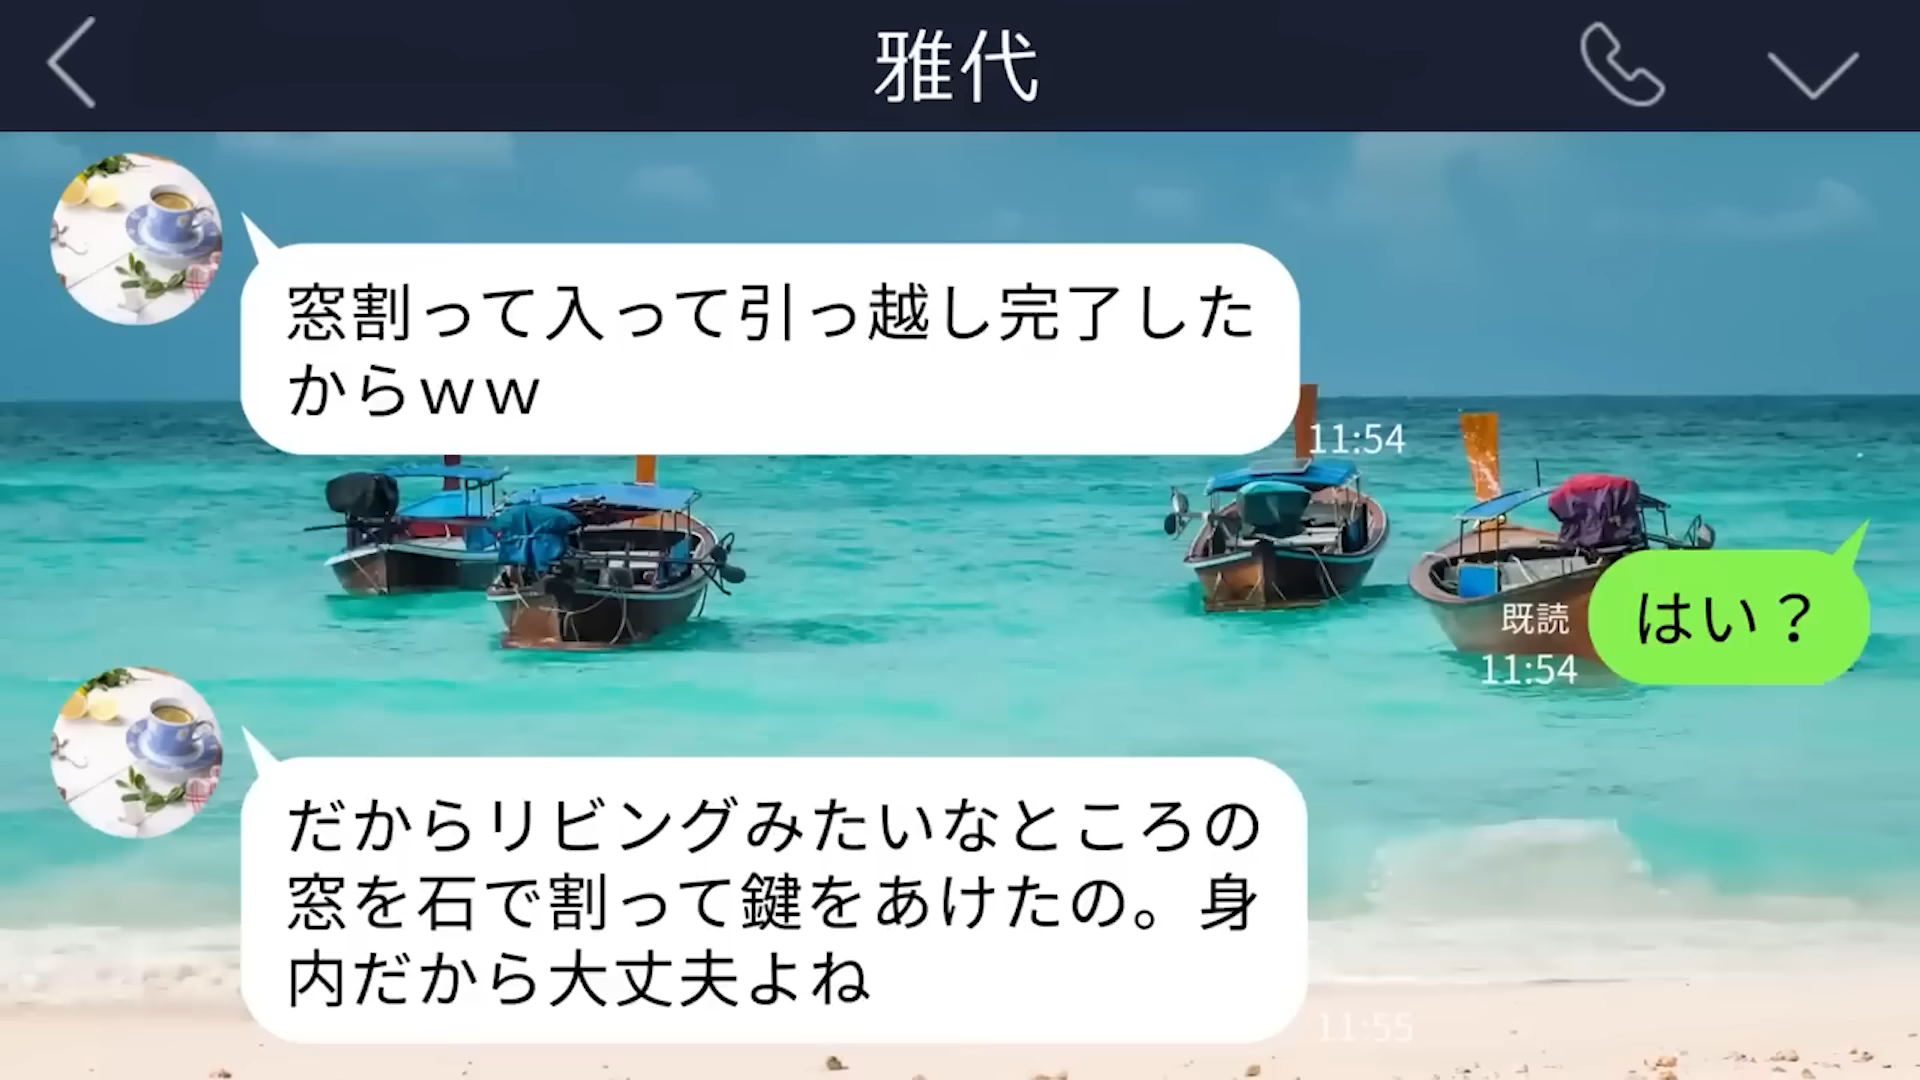 雅代
窓割って入って引っ越し完了した
からｗｗ
11:54
はい？
既読
11:54
だからリビングみたいなところの
窓を石で割って鍵をあけたの。身
内だから大丈夫よね
11:55